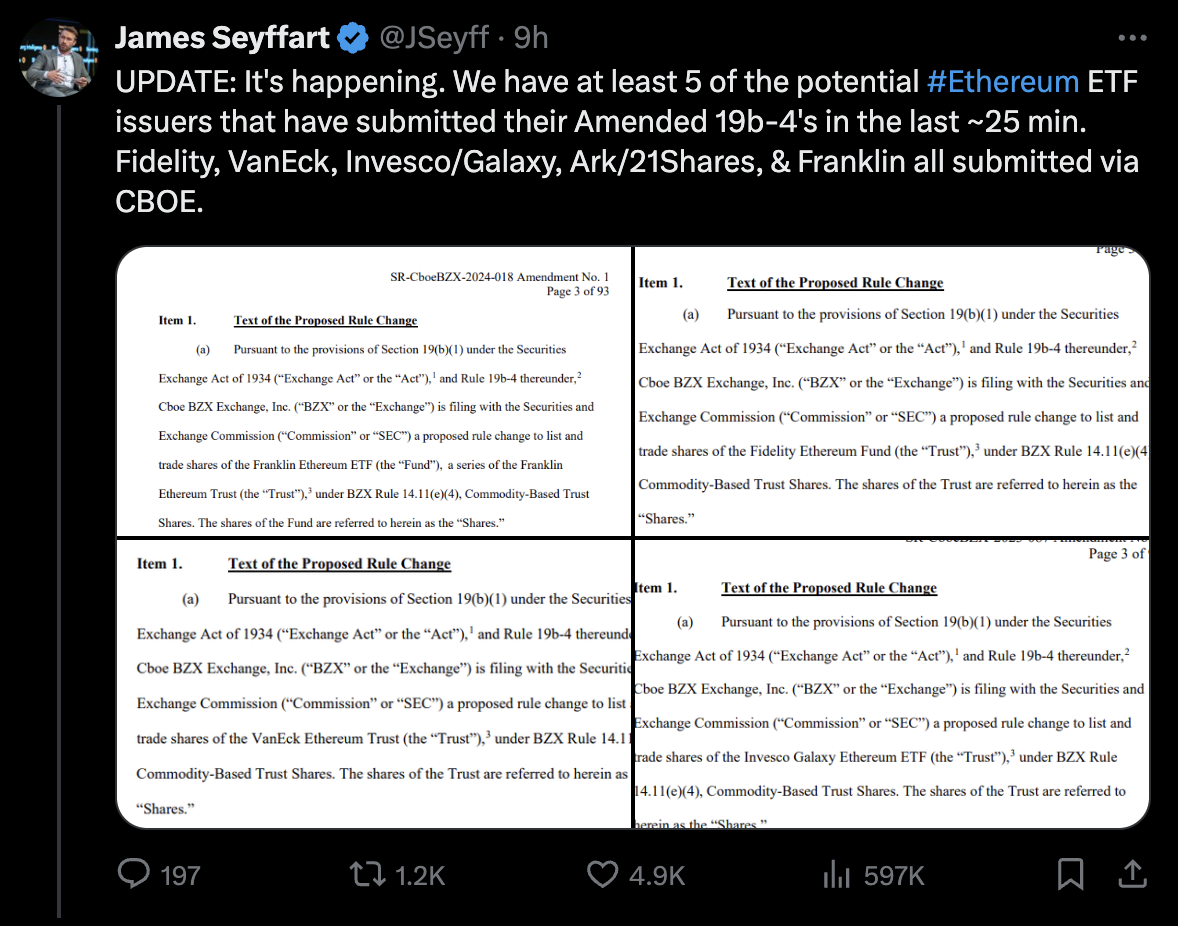 James Seyffart @JSeyff · 9h
UPDATE: It's happening. We have at least 5 of the potential #Ethereum ETF
issuers that have submitted their Amended 19b-4's in the last ~25 min.
Fidelity, VanEck, Invesco/Galaxy, Ark/21Shares, & Franklin all submitted via
CBOE.
SR-CboeBZX-2024-018 Amendment No. 1
Page 3 of 93
Item 1. Text of the Proposed Rule Change
(a) Pursuant to the provisions of Section 19(b)(1) under the Securities
Exchange Act of 1934 (“Exchange Act” or the “Act”),1 and Rule 19b-4 thereunder,2
Cboe BZX Exchange, Inc. (“BZX” or the “Exchange”) is filing with the Securities and
Exchange Commission (“Commission” or “SEC”) a proposed rule change to list and
trade shares of the Franklin Ethereum ETF (the “Fund”), a series of the Franklin
Ethereum Trust (the “Trust”),3 under BZX Rule 14.11(e)(4), Commodity-Based Trust
Shares. The shares of the Fund are referred to herein as the “Shares.”
Page
Item 1. Text of the Proposed Rule Change
(a) Pursuant to the provisions of Section 19(b)(1) under the Securities
Exchange Act of 1934 (“Exchange Act” or the “Act”),1 and Rule 19b-4 thereunder,2
Cboe BZX Exchange, Inc. (“BZX” or the “Exchange”) is filing with the Securities and
Exchange Commission (“Commission” or “SEC”) a proposed rule change to list and
trade shares of the Fidelity Ethereum Fund (the “Trust”),3 under BZX Rule 14.11(e)(4
Commodity-Based Trust Shares. The shares of the Trust are referred to herein as the
“Shares.”
Item 1. Text of the Proposed Rule Change
(a) Pursuant to the provisions of Section 19(b)(1) under the Securities
Exchange Act of 1934 (“Exchange Act” or the “Act”),1 and Rule 19b-4 thereund
Cboe BZX Exchange, Inc. (“BZX” or the “Exchange”) is filing with the Securitie
Exchange Commission (“Commission” or “SEC”) a proposed rule change to list
trade shares of the VanEck Ethereum Trust (the “Trust”),3 under BZX Rule 14.11
Commodity-Based Trust Shares. The shares of the Trust are referred to herein as
“Shares.”
Page 3 of
Item 1. Text of the Proposed Rule Change
(a) Pursuant to the provisions of Section 19(b)(1) under the Securities
Exchange Act of 1934 (“Exchange Act” or the “Act”),1 and Rule 19b-4 thereunder,2
Cboe BZX Exchange, Inc. (“BZX” or the “Exchange”) is filing with the Securities and
Exchange Commission (“Commission” or “SEC”) a proposed rule change to list and
trade shares of the Invesco Galaxy Ethereum ETF (the “Trust”),3 under BZX Rule
14.11(e)(4), Commodity-Based Trust Shares. The shares of the Trust are referred to
herein as the “Shares.”
197 1.2K 4.9K 597K